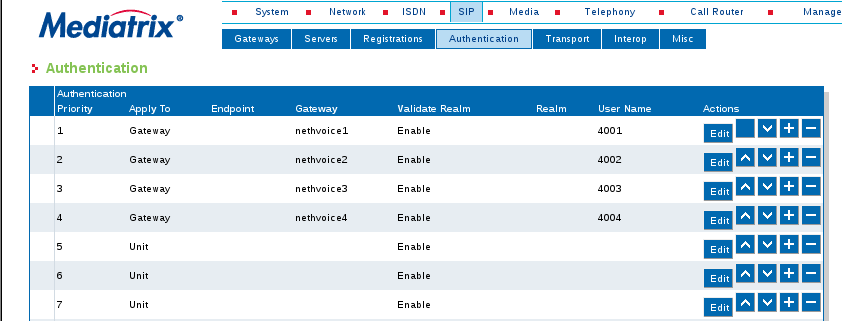 Mediatrix®
System Network ISDN SIP Media Telephony Call Router Manage
Gateways Servers Registrations Authentication Transport Interop Misc
Authentication
Authentication
Priority Apply To Endpoint Gateway Validate Realm Realm User Name Actions
1 Gateway nethvoice1 Enable 4001 Edit
2 Gateway nethvoice2 Enable 4002 Edit
3 Gateway nethvoice3 Enable 4003 Edit
4 Gateway nethvoice4 Enable 4004 Edit
5 Unit Enable Edit
6 Unit Enable Edit
7 Unit Enable Edit